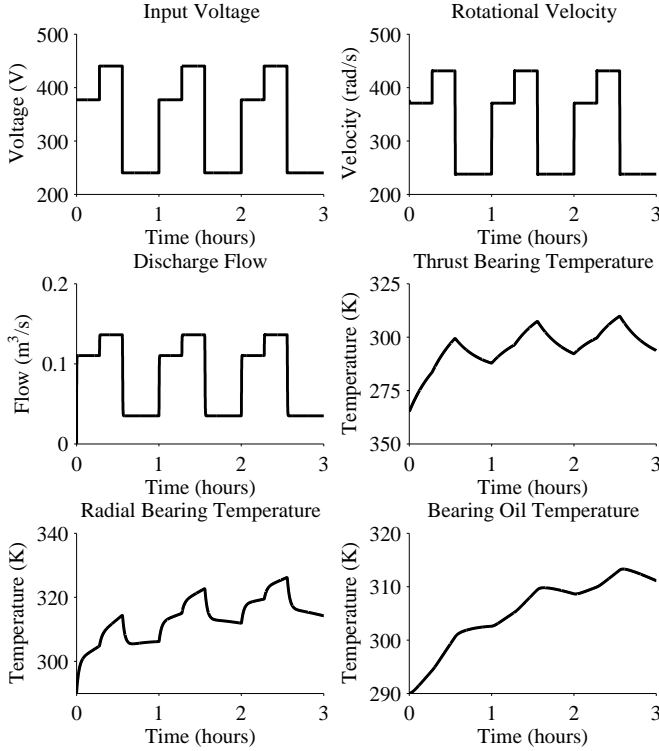 Input Voltage
Voltage (V)
500
400
300
200
0 1 2 3
Time (hours)
Rotational Velocity
Velocity (rad/s)
500
400
300
200
0 1 2 3
Time (hours)
Discharge Flow
Flow (m³/s)
0.2
0.1
0
0 1 2 3
Time (hours)
Thrust Bearing Temperature
Temperature (K)
325
300
275
350
0 1 2 3
Time (hours)
Radial Bearing Temperature
Temperature (K)
340
320
300
0 1 2 3
Time (hours)
Bearing Oil Temperature
Temperature (K)
320
310
300
290
0 1 2 3
Time (hours)